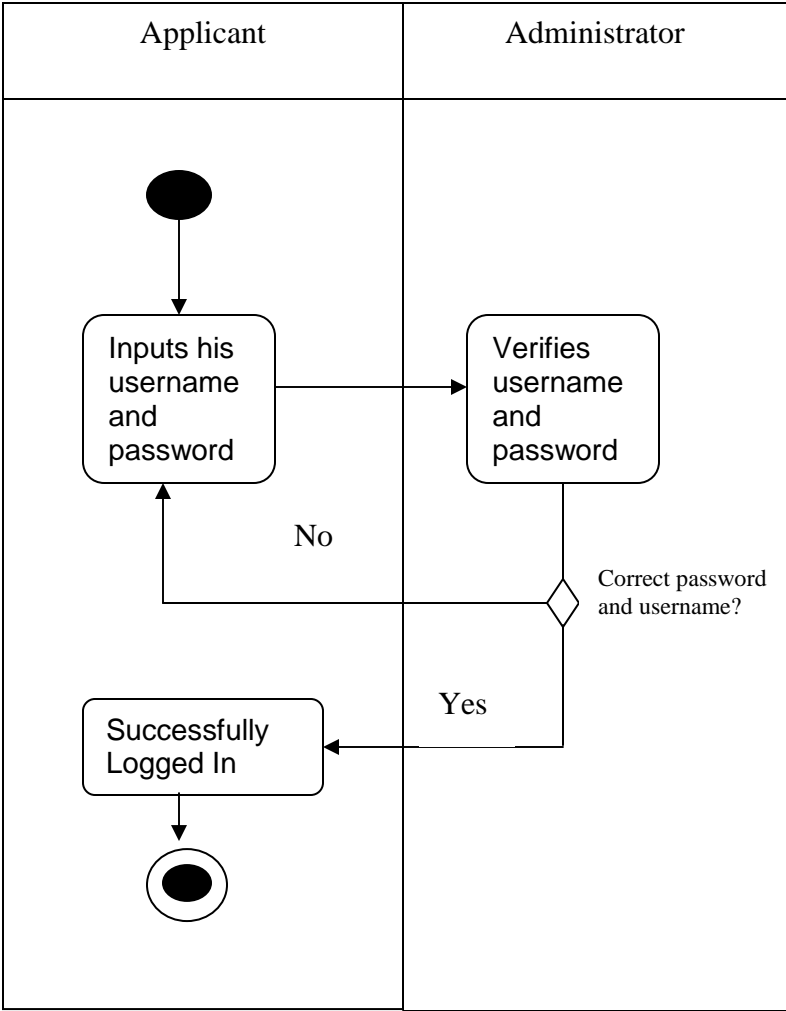 Applicant
Administrator
Inputs his
username
and
password
Verifies
username
and
password
No
Correct password
and username?
Yes
Successfully
Logged In